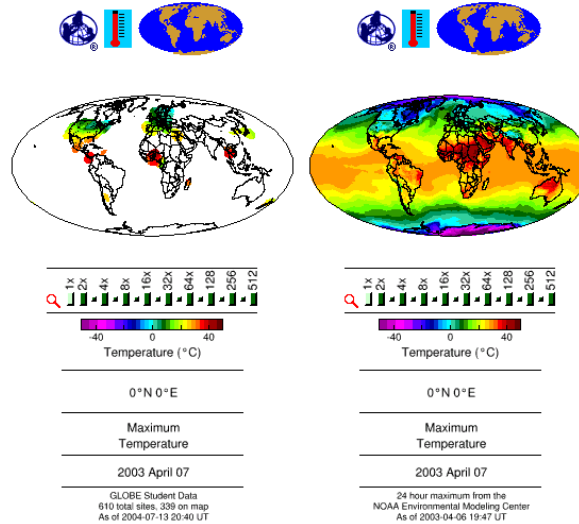 ®
1x 2x 4x 8x 16x 32x 64x 128 256 512
-40 0 40
Temperature (°C)
0°N 0°E
Maximum
Temperature
2003 April 07
GLOBE Student Data
610 total sites, 339 on map
As of 2004-07-13 20:40 UT
®
1x 2x 4x 8x 16x 32x 64x 128 256 512
-40 0 40
Temperature (°C)
0°N 0°E
Maximum
Temperature
2003 April 07
24 hour maximum from the
NOAA Environmental Modeling Center
As of 2003-04-06 19:47 UT